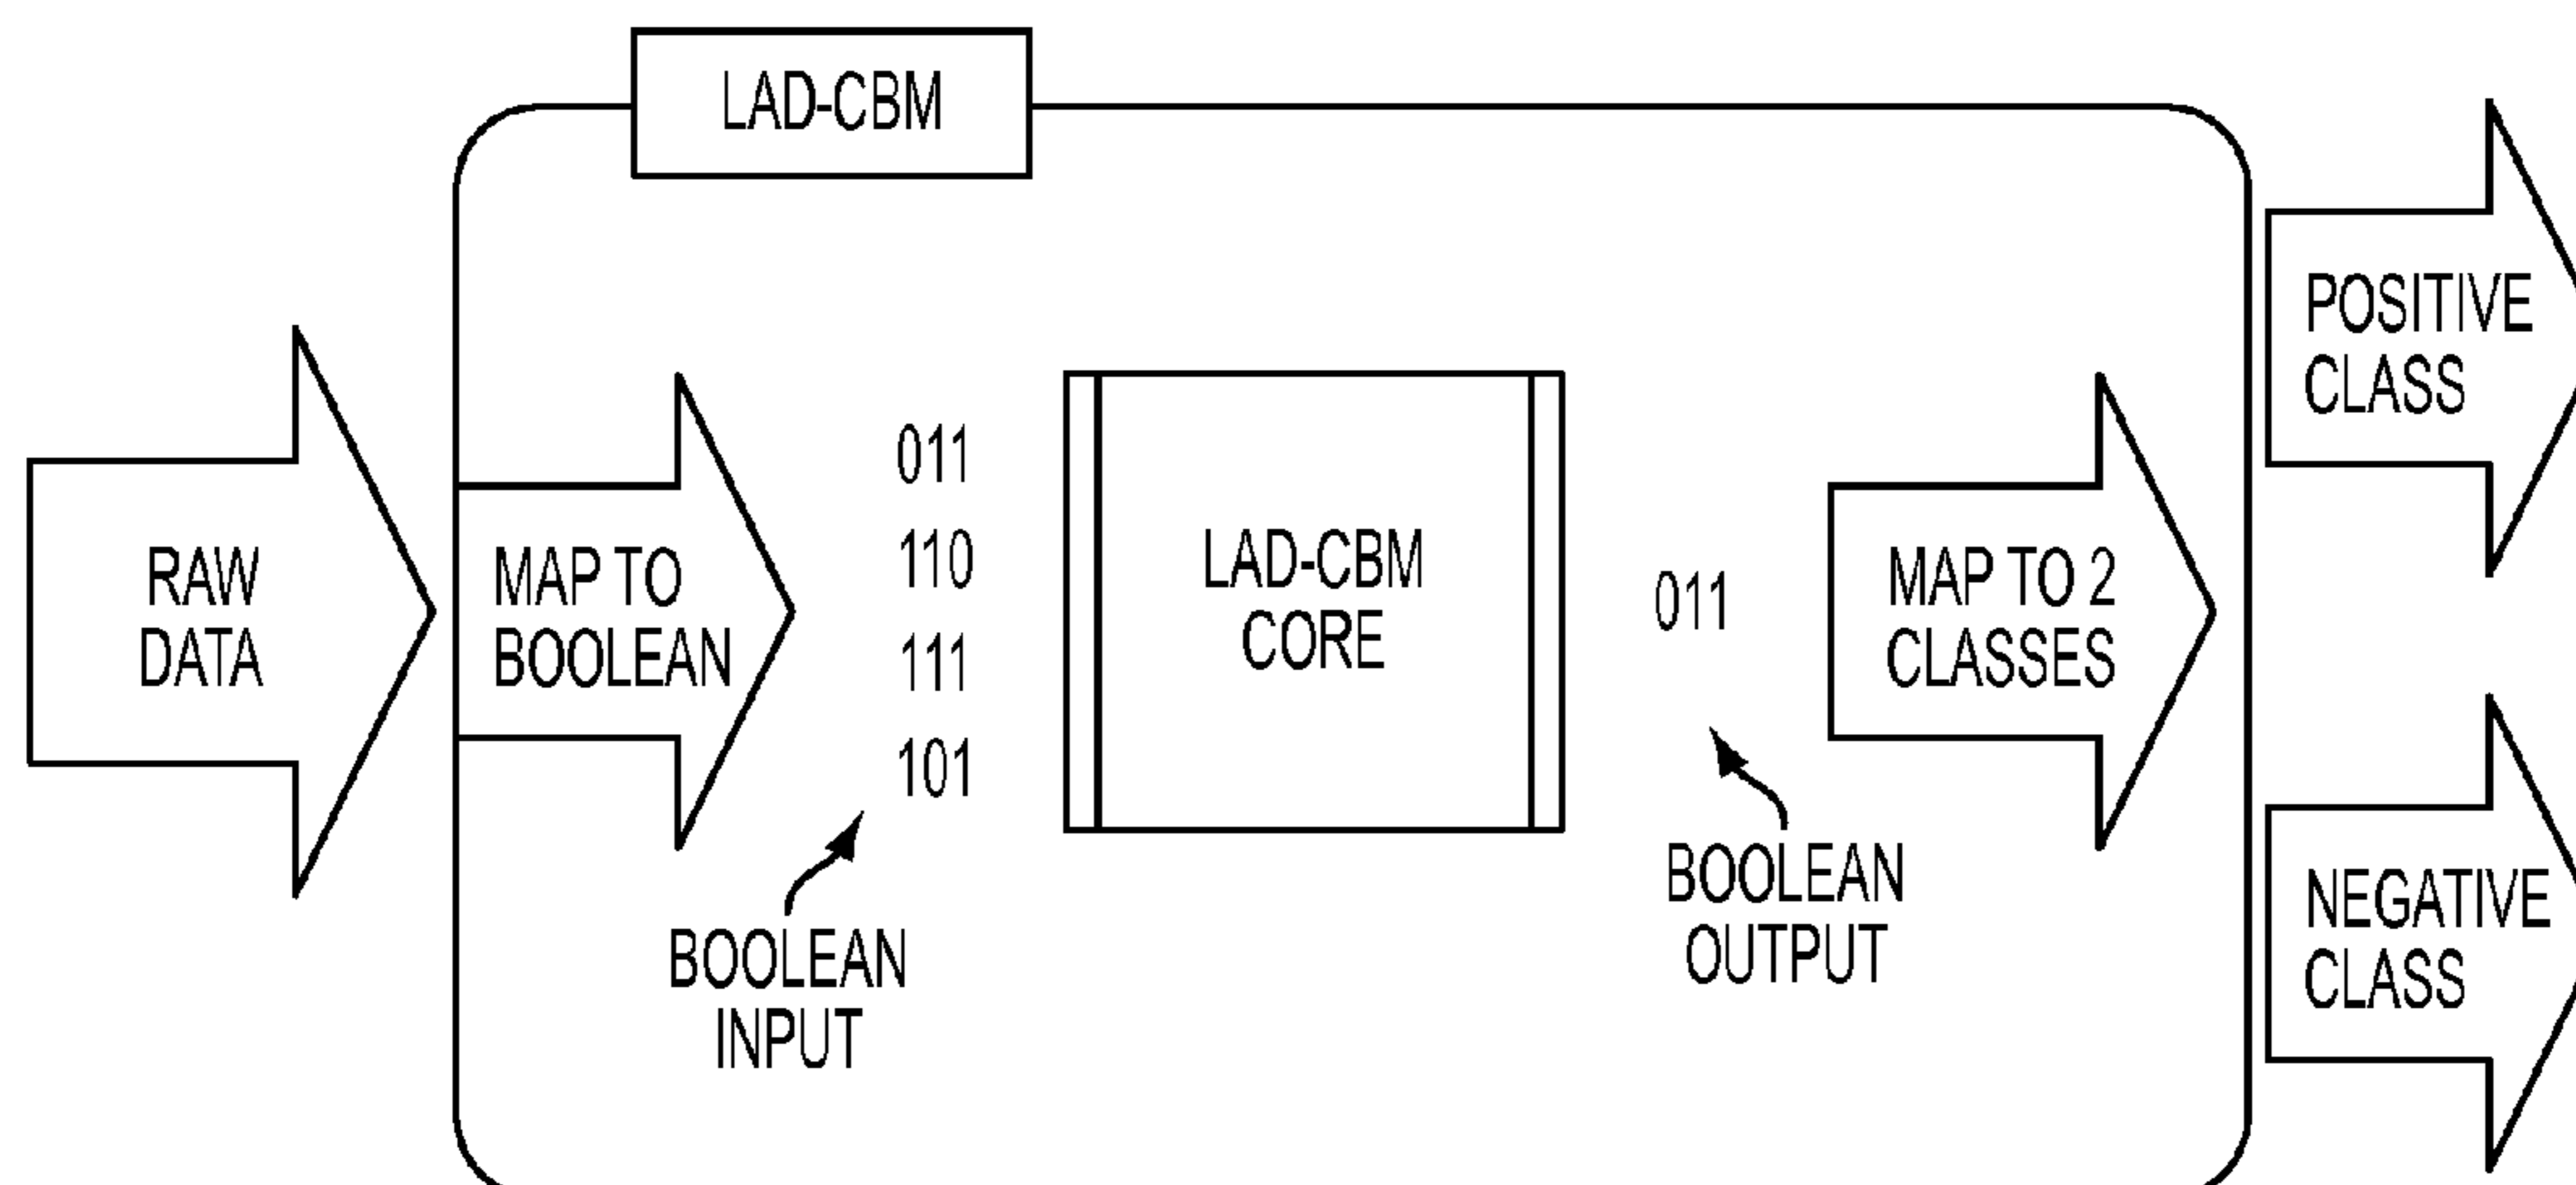 LAD-CBM
RAW
DATA
MAP TO
BOOLEAN
011
110
111
101
BOOLEAN
INPUT
LAD-CBM
CORE
011
BOOLEAN
OUTPUT
MAP TO 2
CLASSES
POSITIVE
CLASS
NEGATIVE
CLASS